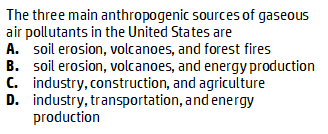 The three main anthropogenic sources of gaseous
air pollutants in the United States are
A. soil erosion, volcanoes, and forest fires
B. soil erosion, volcanoes, and energy production
C. industry, construction, and agriculture
D. industry, transportation, and energy
production